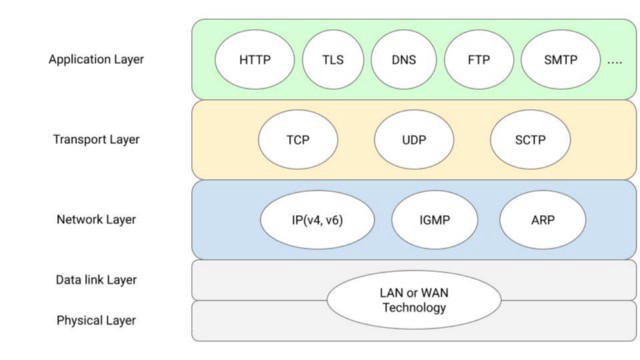 Application Layer
HTTP TLS DNS FTP SMTP ....
Transport Layer
TCP UDP SCTP
Network Layer
IP(v4, v6) IGMP ARP
Data link Layer
LAN or WAN
Technology
Physical Layer